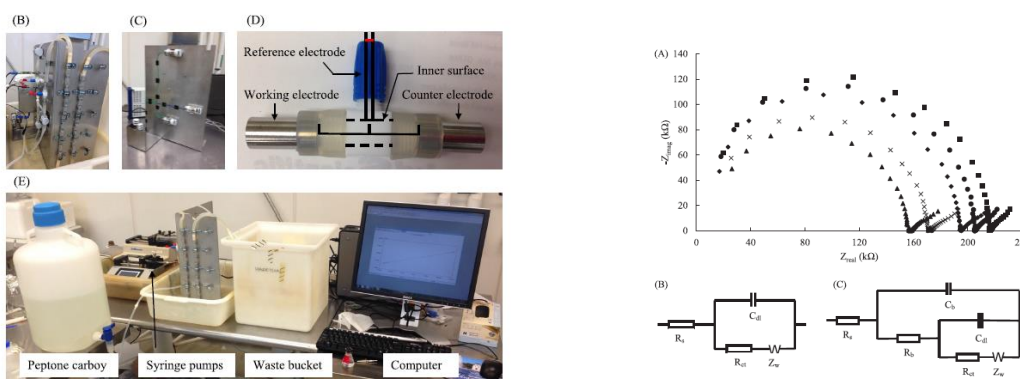 (B)
(C)
(D)
Reference electrode
Inner surface
Working electrode
Counter electrode
(E)
Peptone carboy
Syringe pumps
Waste bucket
Computer
(A)
140
120
100
80
60
40
20
0
-Zimag (kΩ)
0 40 80 120 160 200
Zreal (kΩ)
(B)
Cdl
Rs
Rct
Zw
(C)
Cb
Cdl
Rs
Rb
Rct
Zw